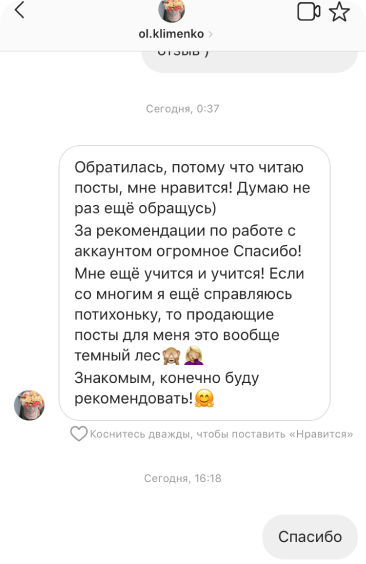 ol.klimenko
отзыв )
Сегодня, 0:37
Обратилась, потому что читаю
посты, мне нравится! Думаю не
раз ещё обращусь)
За рекомендации по работе с
аккаунтом огромное Спасибо!
Мне ещё учится и учится! Если
со многим я ещё справляюсь
потихоньку, то продающие
посты для меня это вообще
темный лес🙈🤦‍♀️
Знакомым, конечно буду
рекомендовать!🤗
Коснитесь дважды, чтобы поставить «Нравится»
Сегодня, 16:18
Спасибо